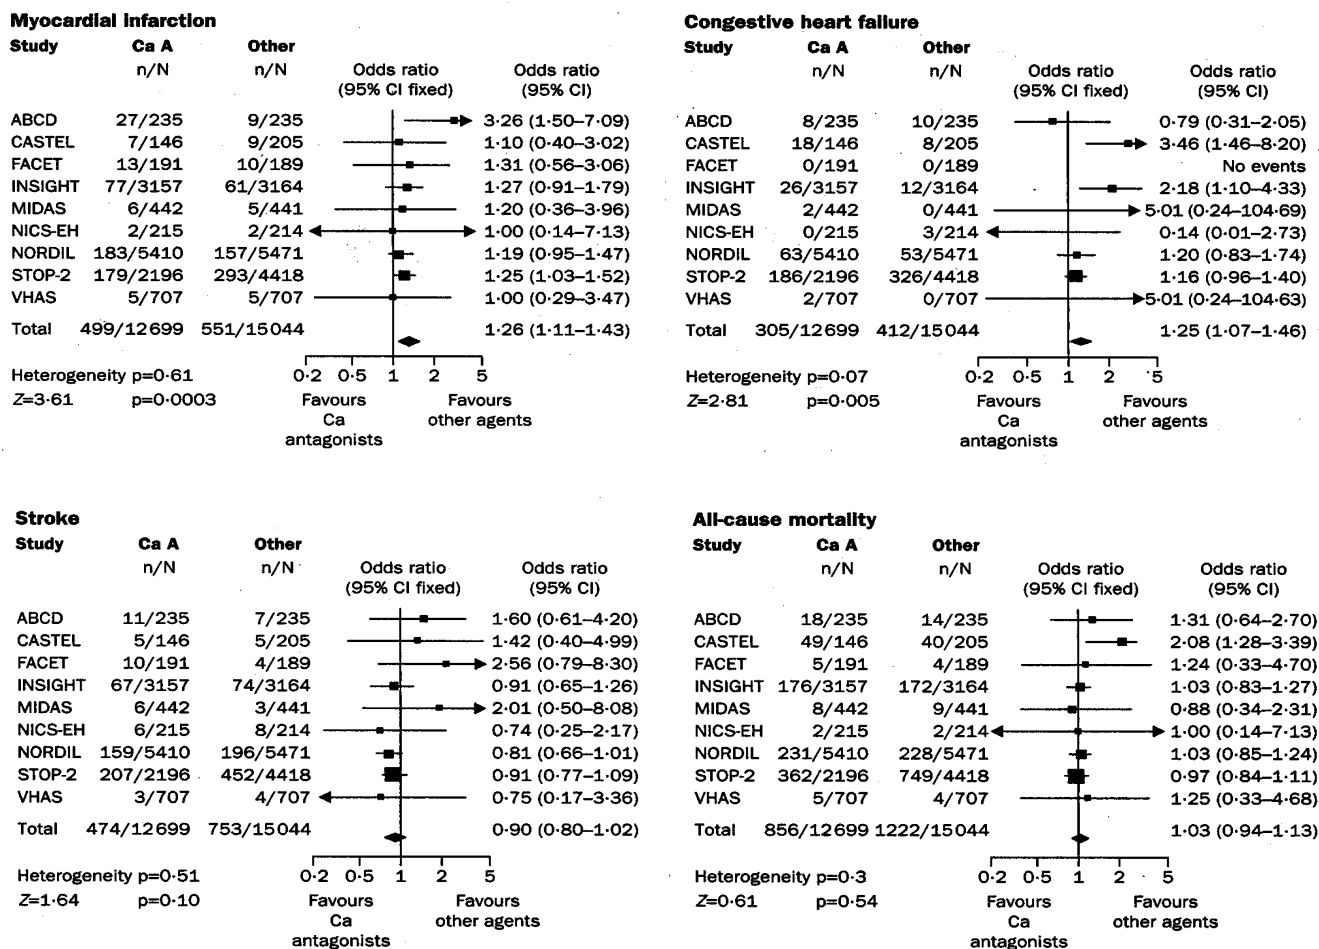 Myocardial infarction
Study Ca A Other
n/N n/N Odds ratio Odds ratio
(95% CI fixed) (95% CI)
ABCD 27/235 9/235 3·26 (1·50–7·09)
CASTEL 7/146 9/205 1·10 (0·40–3·02)
FACET 13/191 10/189 1·31 (0·56–3·06)
INSIGHT 77/3157 61/3164 1·27 (0·91–1·79)
MIDAS 6/442 5/441 1·20 (0·36–3·96)
NICS-EH 2/215 2/214 1·00 (0·14–7·13)
NORDIL 183/5410 157/5471 1·19 (0·95–1·47)
STOP-2 179/2196 293/4418 1·25 (1·03–1·52)
VHAS 5/707 5/707 1·00 (0·29–3·47)
Total 499/12699 551/15044 1·26 (1·11–1·43)
Heterogeneity p=0·61 0·2 0·5 1 2 5
Z=3·61 p=0·0003 Favours Favours
Ca other agents
antagonists
Congestive heart failure
Study Ca A Other
n/N n/N Odds ratio Odds ratio
(95% CI fixed) (95% CI)
ABCD 8/235 10/235 0·79 (0·31–2·05)
CASTEL 18/146 8/205 3·46 (1·46–8·20)
FACET 0/191 0/189 No events
INSIGHT 26/3157 12/3164 2·18 (1·10–4·33)
MIDAS 2/442 0/441 5·01 (0·24–104·69)
NICS-EH 0/215 3/214 0·14 (0·01–2·73)
NORDIL 63/5410 53/5471 1·20 (0·83–1·74)
STOP-2 186/2196 326/4418 1·16 (0·96–1·40)
VHAS 2/707 0/707 5·01 (0·24–104·63)
Total 305/12699 412/15044 1·25 (1·07–1·46)
Heterogeneity p=0·07 0·2 0·5 1 2 5
Z=2·81 p=0·005 Favours Favours
Ca other agents
antagonists
Stroke
Study Ca A Other
n/N n/N Odds ratio Odds ratio
(95% CI fixed) (95% CI)
ABCD 11/235 7/235 1·60 (0·61–4·20)
CASTEL 5/146 5/205 1·42 (0·40–4·99)
FACET 10/191 4/189 2·56 (0·79–8·30)
INSIGHT 67/3157 74/3164 0·91 (0·65–1·26)
MIDAS 6/442 3/441 2·01 (0·50–8·08)
NICS-EH 6/215 8/214 0·74 (0·25–2·17)
NORDIL 159/5410 196/5471 0·81 (0·66–1·01)
STOP-2 207/2196 452/4418 0·91 (0·77–1·09)
VHAS 3/707 4/707 0·75 (0·17–3·36)
Total 474/12699 753/15044 0·90 (0·80–1·02)
Heterogeneity p=0·51 0·2 0·5 1 2 5
Z=1·64 p=0·10 Favours Favours
Ca other agents
antagonists
All-cause mortality
Study Ca A Other
n/N n/N Odds ratio Odds ratio
(95% CI fixed) (95% CI)
ABCD 18/235 14/235 1·31 (0·64–2·70)
CASTEL 49/146 40/205 2·08 (1·28–3·39)
FACET 5/191 4/189 1·24 (0·33–4·70)
INSIGHT 176/3157 172/3164 1·03 (0·83–1·27)
MIDAS 8/442 9/441 0·88 (0·34–2·31)
NICS-EH 2/215 2/214 1·00 (0·14–7·13)
NORDIL 231/5410 228/5471 1·03 (0·85–1·24)
STOP-2 362/2196 749/4418 0·97 (0·84–1·11)
VHAS 5/707 4/707 1·25 (0·33–4·68)
Total 856/12699 1222/15044 1·03 (0·94–1·13)
Heterogeneity p=0·3 0·2 0·5 1 2 5
Z=0·61 p=0·54 Favours Favours
Ca other agents
antagonists